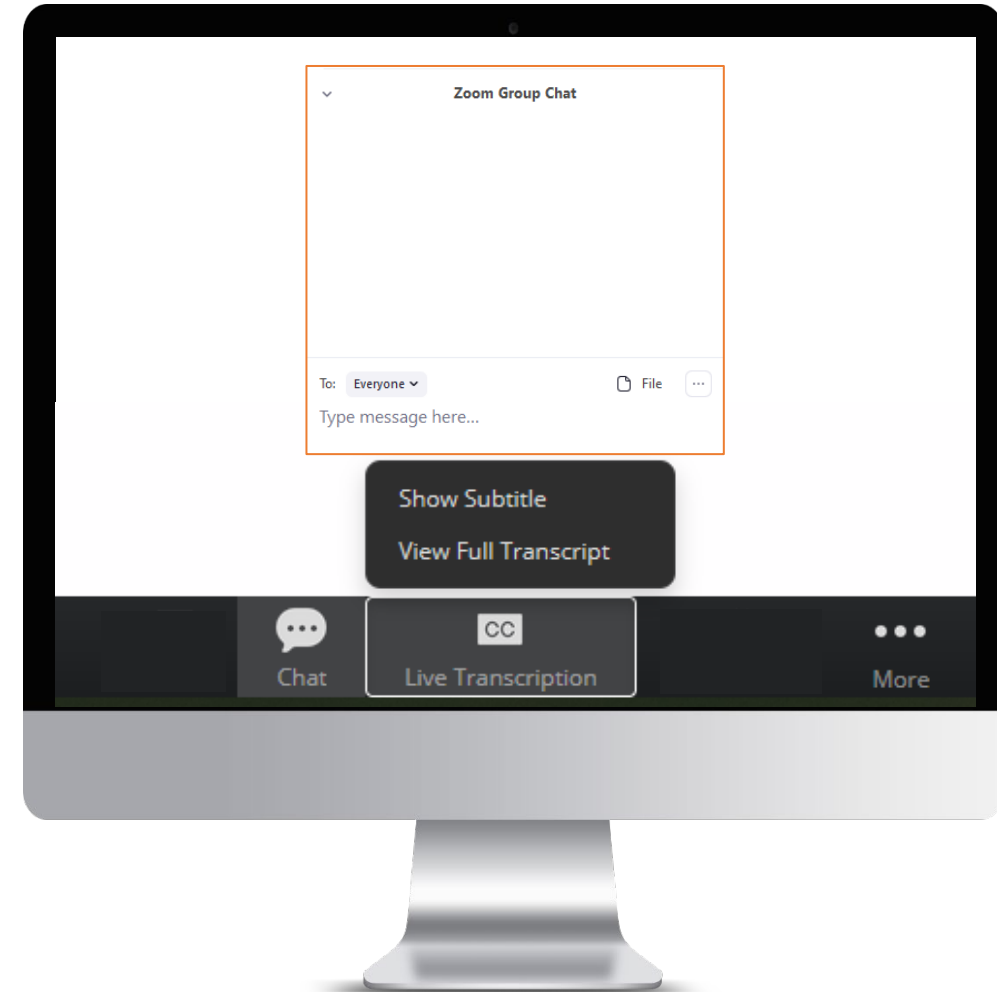 Zoom Group Chat
To: Everyone File
Type message here...
Show Subtitle
View Full Transcript
CC
Chat Live Transcription More